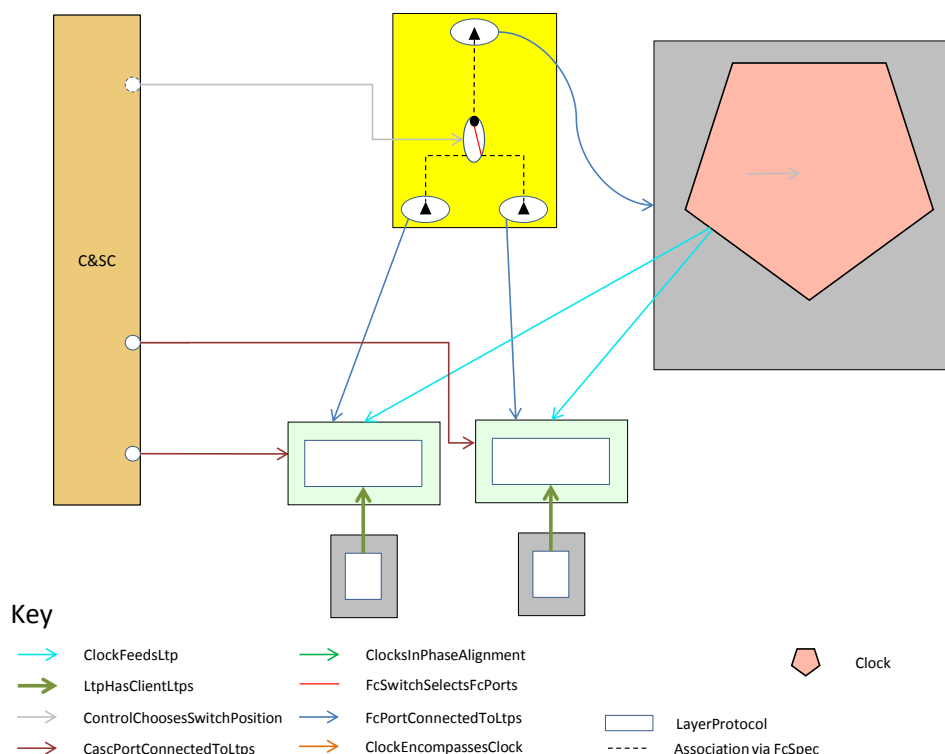 C&SC
Key
ClockFeedsLtp
ClocksInPhaseAlignment
Clock
LtpHasClientLtps
FcSwitchSelectsFcPorts
ControlChoosesSwitchPosition
FcPortConnectedToLtps
LayerProtocol
CascPortConnectedToLtps
ClockEncompassesClock
Association via FcSpec